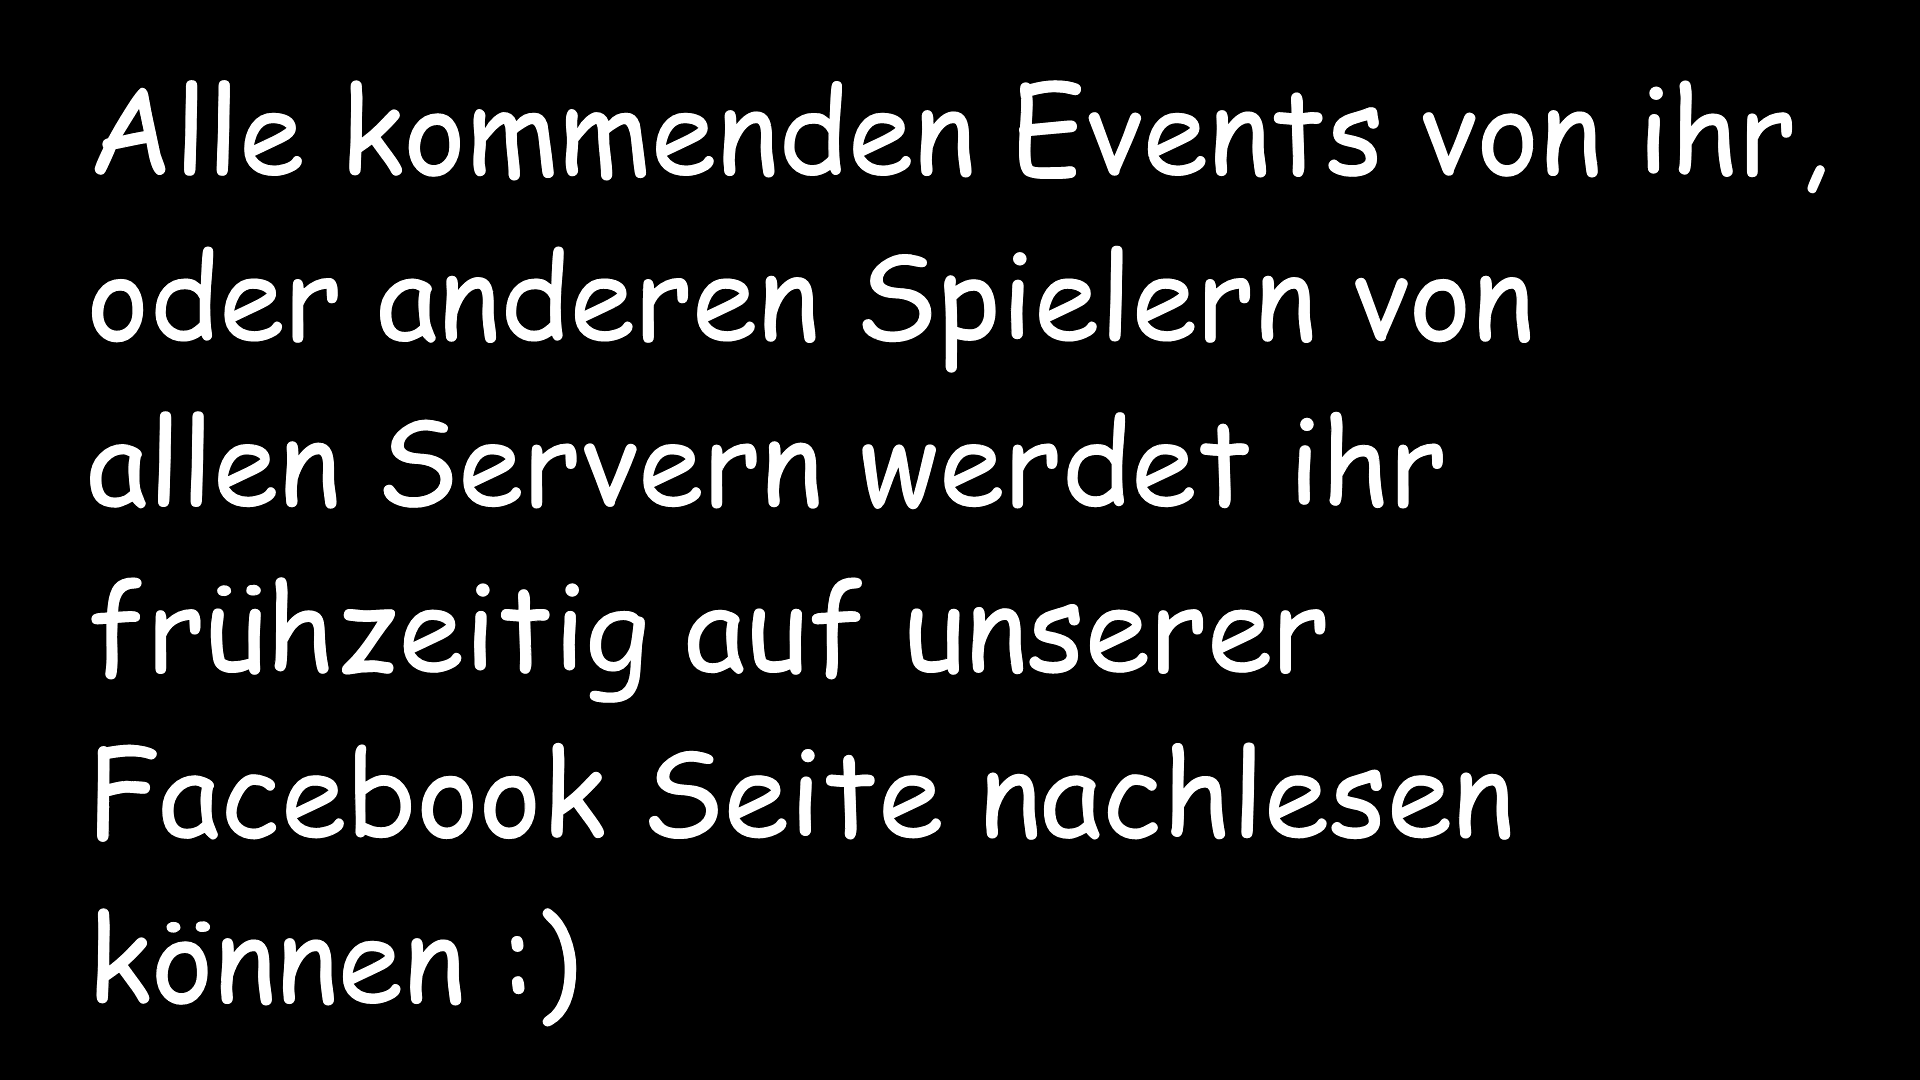 Alle kommenden Events von ihr,
oder anderen Spielern von
allen Servern werdet ihr
frühzeitig auf unserer
Facebook Seite nachlesen
können :)